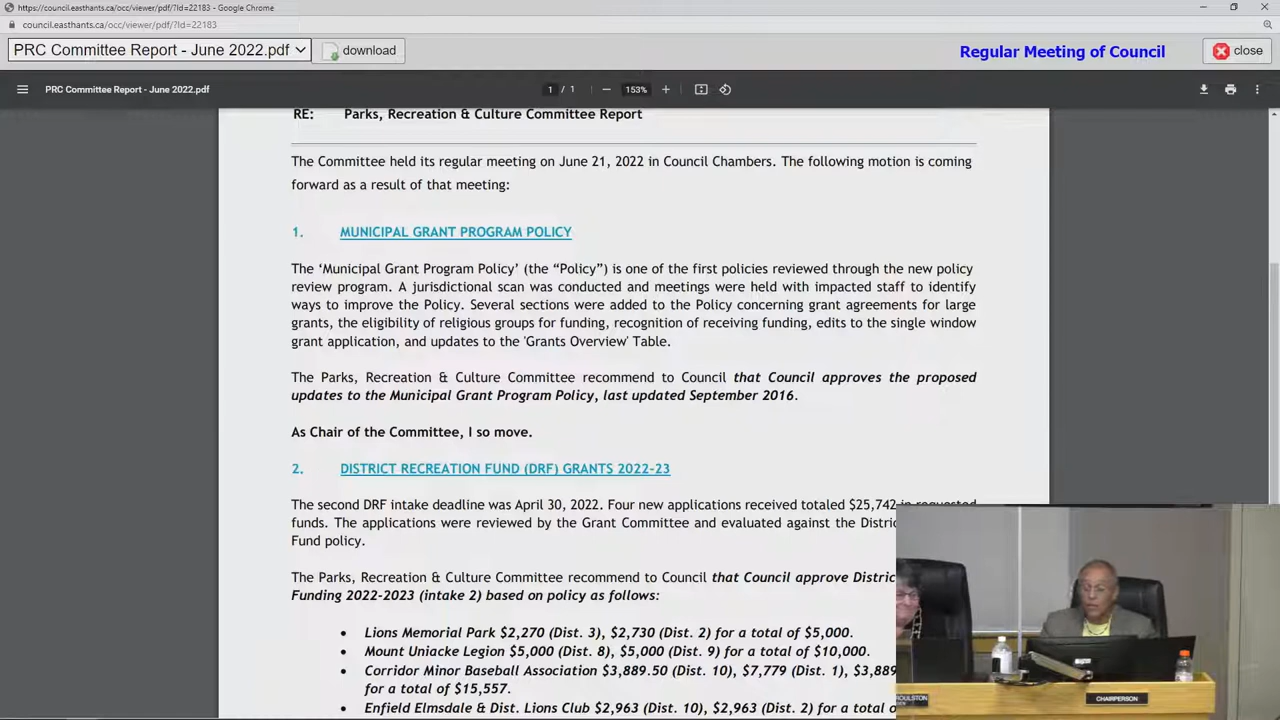 https://council.easthants.ca/occ/viewer/pdf/?Id=22183 - Google Chrome
council.easthants.ca/occ/viewer/pdf/?Id=22183
PRC Committee Report - June 2022.pdf download Regular Meeting of Council close
PRC Committee Report - June 2022.pdf 1 / 1 153%
RE: Parks, Recreation & Culture Committee Report
The Committee held its regular meeting on June 21, 2022 in Council Chambers. The following motion is coming
forward as a result of that meeting:
1. MUNICIPAL GRANT PROGRAM POLICY
The ‘Municipal Grant Program Policy’ (the “Policy”) is one of the first policies reviewed through the new policy
review program. A jurisdictional scan was conducted and meetings were held with impacted staff to identify
ways to improve the Policy. Several sections were added to the Policy concerning grant agreements for large
grants, the eligibility of religious groups for funding, recognition of receiving funding, edits to the single window
grant application, and updates to the 'Grants Overview' Table.
The Parks, Recreation & Culture Committee recommend to Council that Council approves the proposed
updates to the Municipal Grant Program Policy, last updated September 2016.
As Chair of the Committee, I so move.
2. DISTRICT RECREATION FUND (DRF) GRANTS 2022-23
The second DRF intake deadline was April 30, 2022. Four new applications received totaled $25,742 in requested
funds. The applications were reviewed by the Grant Committee and evaluated against the Distric
Fund policy.
The Parks, Recreation & Culture Committee recommend to Council that Council approve Distric
Funding 2022-2023 (intake 2) based on policy as follows:
• Lions Memorial Park $2,270 (Dist. 3), $2,730 (Dist. 2) for a total of $5,000.
• Mount Uniacke Legion $5,000 (Dist. 8), $5,000 (Dist. 9) for a total of $10,000.
• Corridor Minor Baseball Association $3,889.50 (Dist. 10), $7,779 (Dist. 1), $3,889
for a total of $15,557.
ROULSTON
CHAIRPERSON